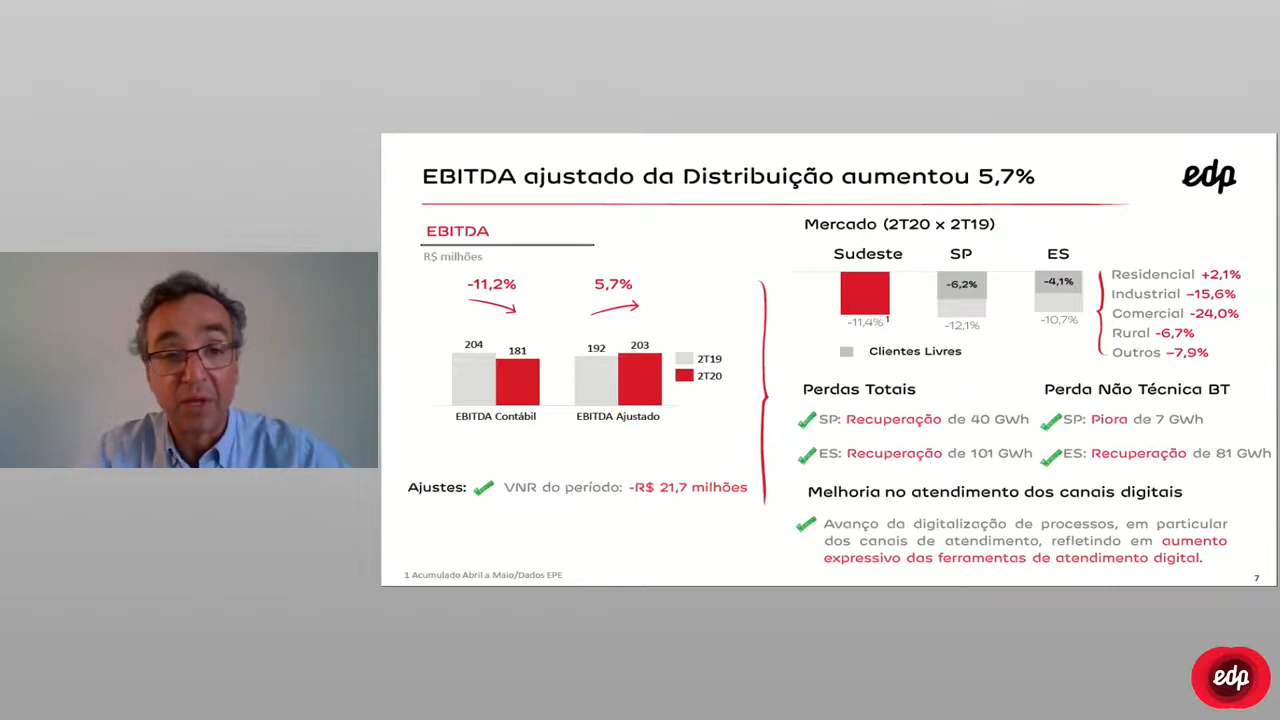 EBITDA ajustado da Distribuição aumentou 5,7%
edp
EBITDA
R$ milhões
-11,2%
5,7%
204
181
192
203
2T19
2T20
EBITDA Contábil
EBITDA Ajustado
Ajustes:
VNR do período: -R$ 21,7 milhões
Mercado (2T20 x 2T19)
Sudeste
SP
ES
-6,2%
-4,1%
-11,4% 1
-12,1%
-10,7%
Clientes Livres
Residencial +2,1%
Industrial –15,6%
Comercial -24,0%
Rural -6,7%
Outros –7,9%
Perdas Totais
SP: Recuperação de 40 GWh
ES: Recuperação de 101 GWh
Perda Não Técnica BT
SP: Piora de 7 GWh
ES: Recuperação de 81 GWh
Melhoria no atendimento dos canais digitais
Avanço da digitalização de processos, em particular
dos canais de atendimento, refletindo em aumento
expressivo das ferramentas de atendimento digital.
1 Acumulado Abril a Maio/Dados EPE
7
edp